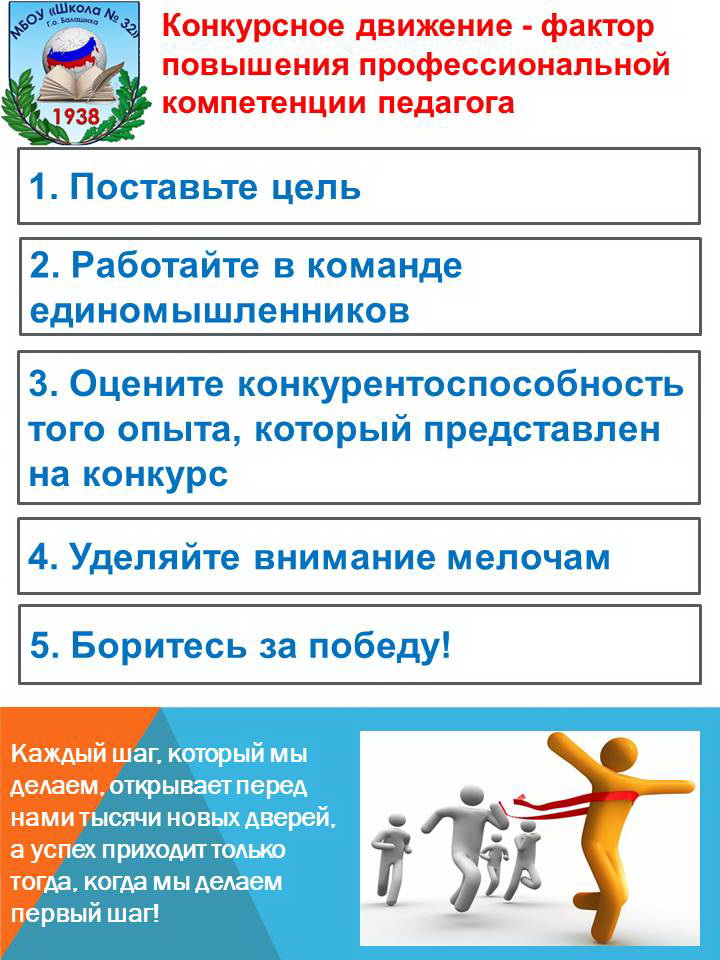 МБОУ «Школа № 32»
Г.о. Балашиха
1938
Конкурсное движение - фактор
повышения профессиональной
компетенции педагога
1. Поставьте цель
2. Работайте в команде
единомышленников
3. Оцените конкурентоспособность
того опыта, который представлен
на конкурс
4. Уделяйте внимание мелочам
5. Боритесь за победу!
Каждый шаг, который мы
делаем, открывает перед
нами тысячи новых дверей,
а успех приходит только
тогда, когда мы делаем
первый шаг!